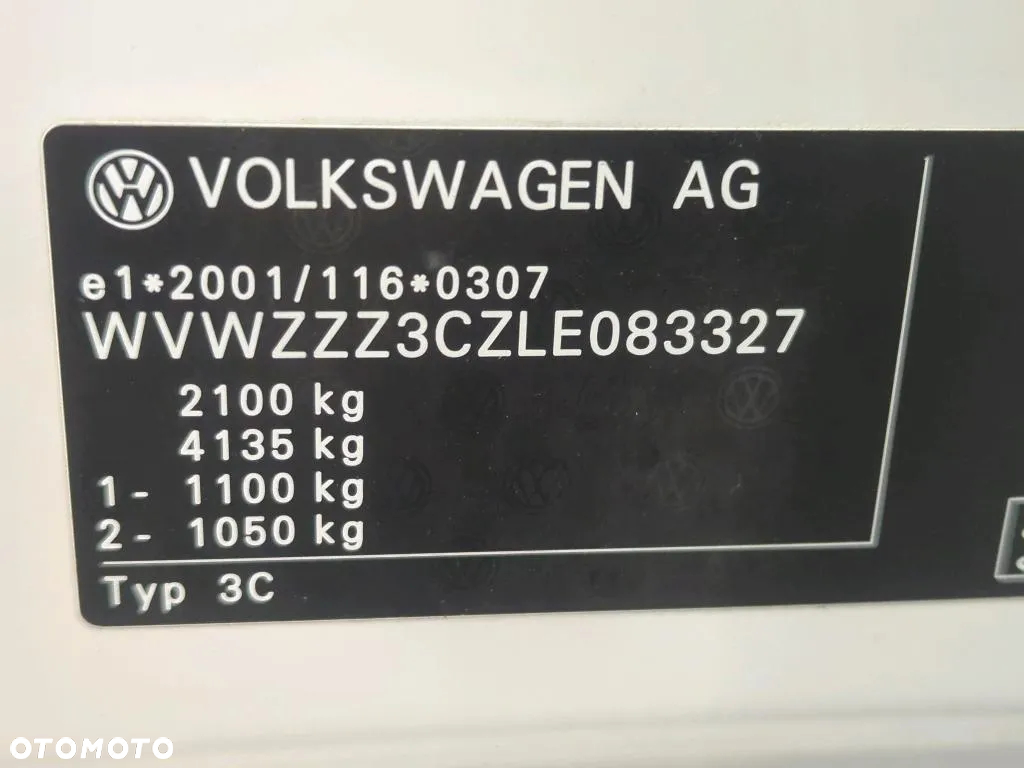 VOLKSWAGEN AG
e1*2001/116*0307
WVWZZZ3CZLE083327
2100 kg
4135 kg
1- 1100 kg
2- 1050 kg
Typ 3C
OTOMOTO